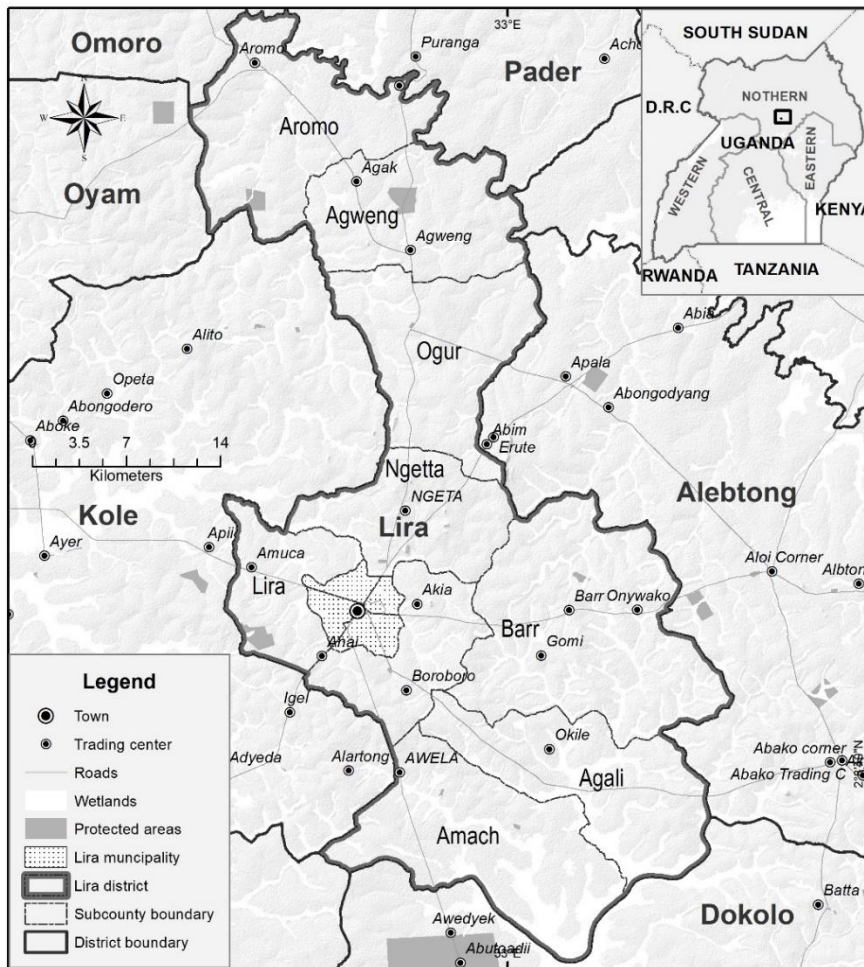 33°E
Omoro
Aromo
Puranga
Pader
SOUTH SUDAN
D.R.C
NOTHERN
UGANDA
WESTERN
CENTRAL
EASTERN
KENYA
RWANDA
TANZANIA
N
W
E
S
Aromo
Oyam
Agak
Agweng
Agweng
Ogur
Alito
Opeta
Abongodero
Aboke
Abia
Apala
Abongodyang
Abim
Erute
3.5 7 14
Kilometers
Ngetta
NGETA
Lira
Alebtong
Kole
Ayer
Amuca
Lira
Akia
Aloi Corner
Barr Onywako
Barr
Gomi
Boroboro
Igel
Adyeda
Alartong
AWELA
Okile
Agali
Abako corner
Abako Trading C
Amach
Dokolo
Batta
Awedyek
33°E
Legend
Town
Trading center
Roads
Wetlands
Protected areas
Lira muncipality
Lira district
Subcounty boundary
District boundary